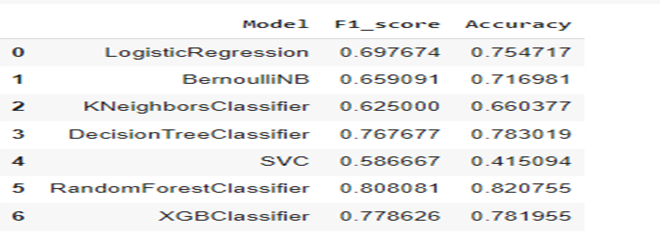 Model F1_score Accuracy
0 LogisticRegression 0.697674 0.754717
1 BernoulliNB 0.659091 0.716981
2 KNeighborsClassifier 0.625000 0.660377
3 DecisionTreeClassifier 0.767677 0.783019
4 SVC 0.586667 0.415094
5 RandomForestClassifier 0.808081 0.820755
6 XGBClassifier 0.778626 0.781955